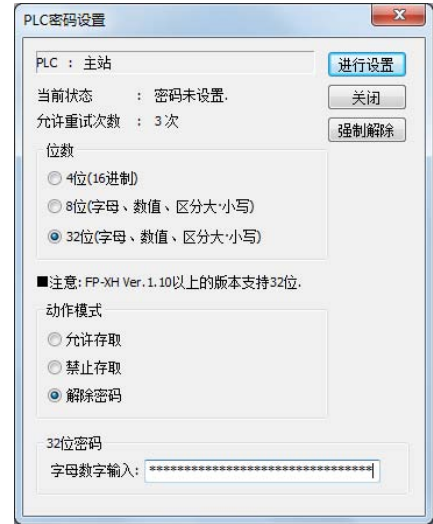 PLC密码设置
PLC : 主站
进行设置
当前状态 : 密码未设置.
关闭
允许重试次数 : 3次
强制解除
位数
4位(16进制)
8位(字母、数值、区分大·小写)
32位(字母、数值、区分大·小写)
■注意: FP-XH Ver.1.10以上的版本支持32位.
动作模式
允许存取
禁止存取
解除密码
32位密码
字母数字输入: ********************************